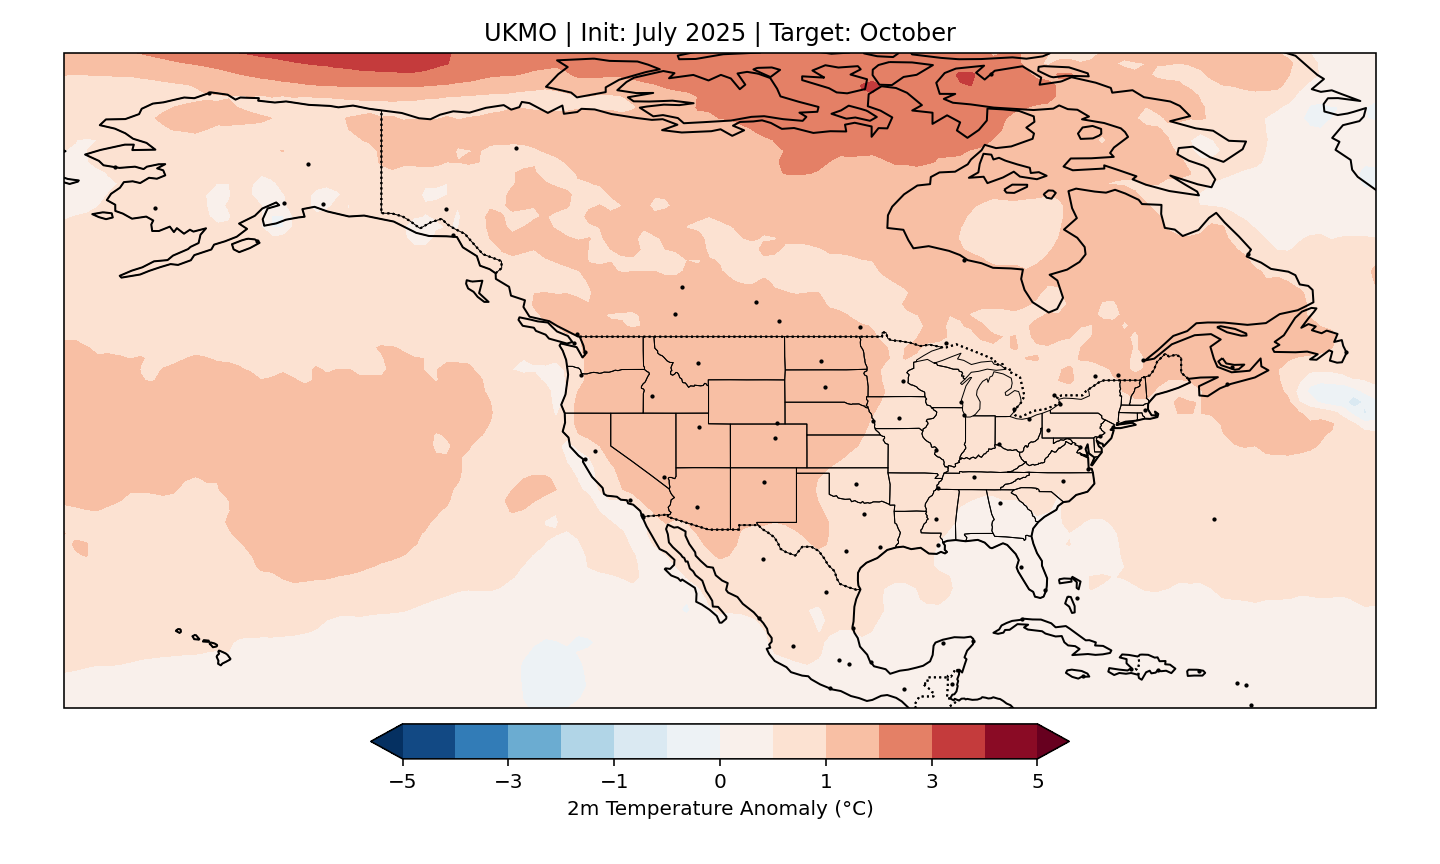 UKMO | Init: July 2025 | Target: October
−5 −3 −1 0 1 3 5
2m Temperature Anomaly (°C)